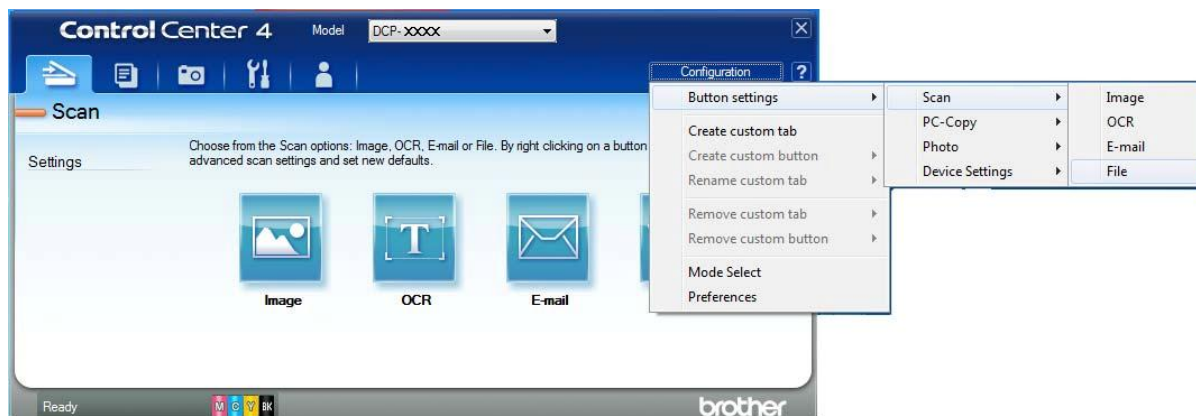 Control Center 4
Model
DCP-XXXX
Configuration
?
Scan
Settings
Choose from the Scan options: Image, OCR, E-mail or File. By right clicking on a button
advanced scan settings and set new defaults.
T
Image
OCR
E-mail
Button settings
Create custom tab
Create custom button
Rename custom tab
Remove custom tab
Remove custom button
Mode Select
Preferences
Scan
PC-Copy
Photo
Device Settings
Image
OCR
E-mail
File
Ready
M C Y BK
brother